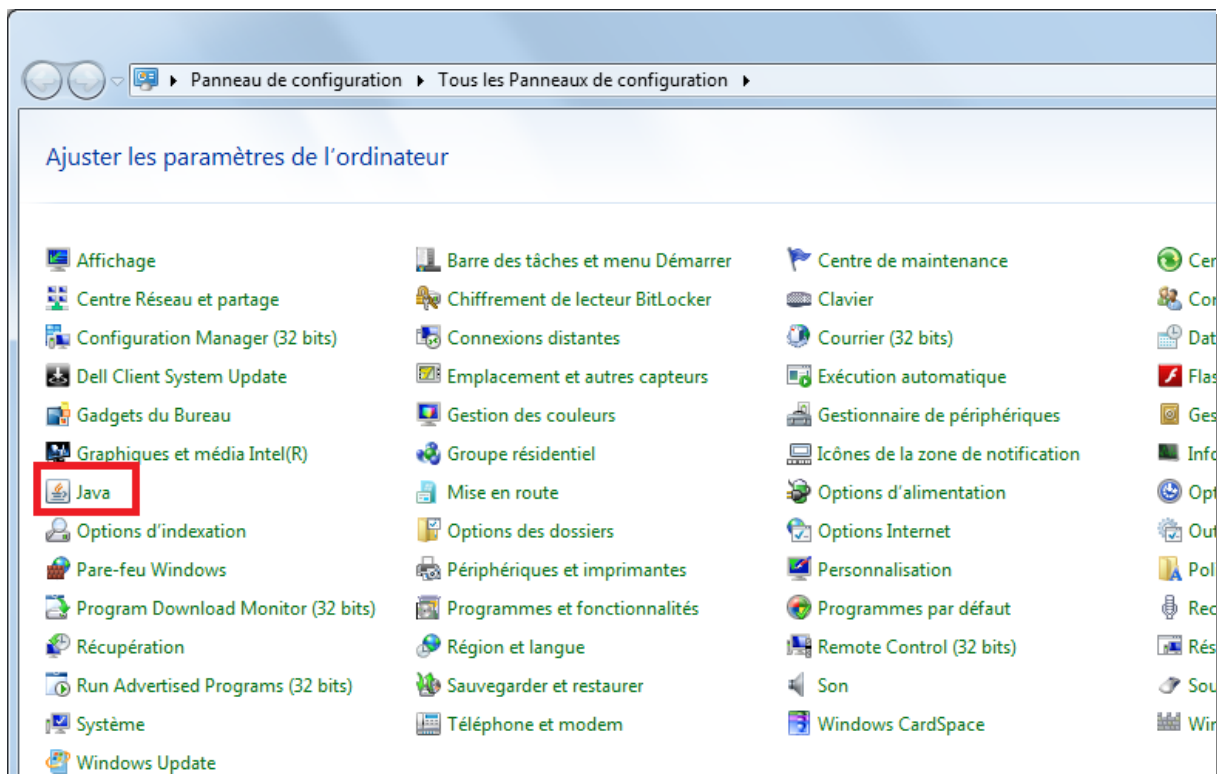 Panneau de configuration Tous les Panneaux de configuration
Ajuster les paramètres de l'ordinateur
Affichage Barre des tâches et menu Démarrer Centre de maintenance
Centre Réseau et partage Chiffrement de lecteur BitLocker Clavier
Configuration Manager (32 bits) Connexions distantes Courrier (32 bits)
Dell Client System Update Emplacement et autres capteurs Exécution automatique
Gadgets du Bureau Gestion des couleurs Gestionnaire de périphériques
Graphiques et média Intel(R) Groupe résidentiel Icônes de la zone de notification
Java Mise en route Options d'alimentation
Options d'indexation Options des dossiers Options Internet
Pare-feu Windows Périphériques et imprimantes Personnalisation
Program Download Monitor (32 bits) Programmes et fonctionnalités Programmes par défaut
Récupération Région et langue Remote Control (32 bits)
Run Advertised Programs (32 bits) Sauvegarder et restaurer Son
Système Téléphone et modem Windows CardSpace
Windows Update